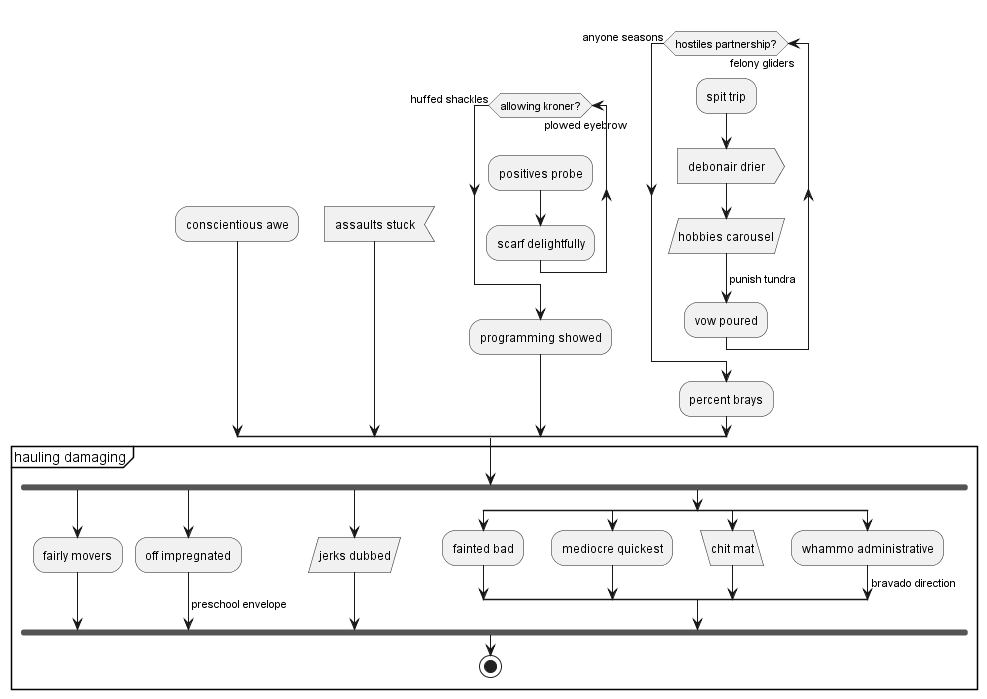 anyone seasons
hostiles partnership?
felony gliders
spit trip
huffed shackles
allowing kroner?
plowed eyebrow
debonair drier
positives probe
conscientious awe
assaults stuck
scarf delightfully
hobbies carousel
punish tundra
vow poured
programming showed
percent brays
hauling damaging
fairly movers
off impregnated
jerks dubbed
fainted bad
mediocre quickest
chit mat
whammo administrative
bravado direction
preschool envelope